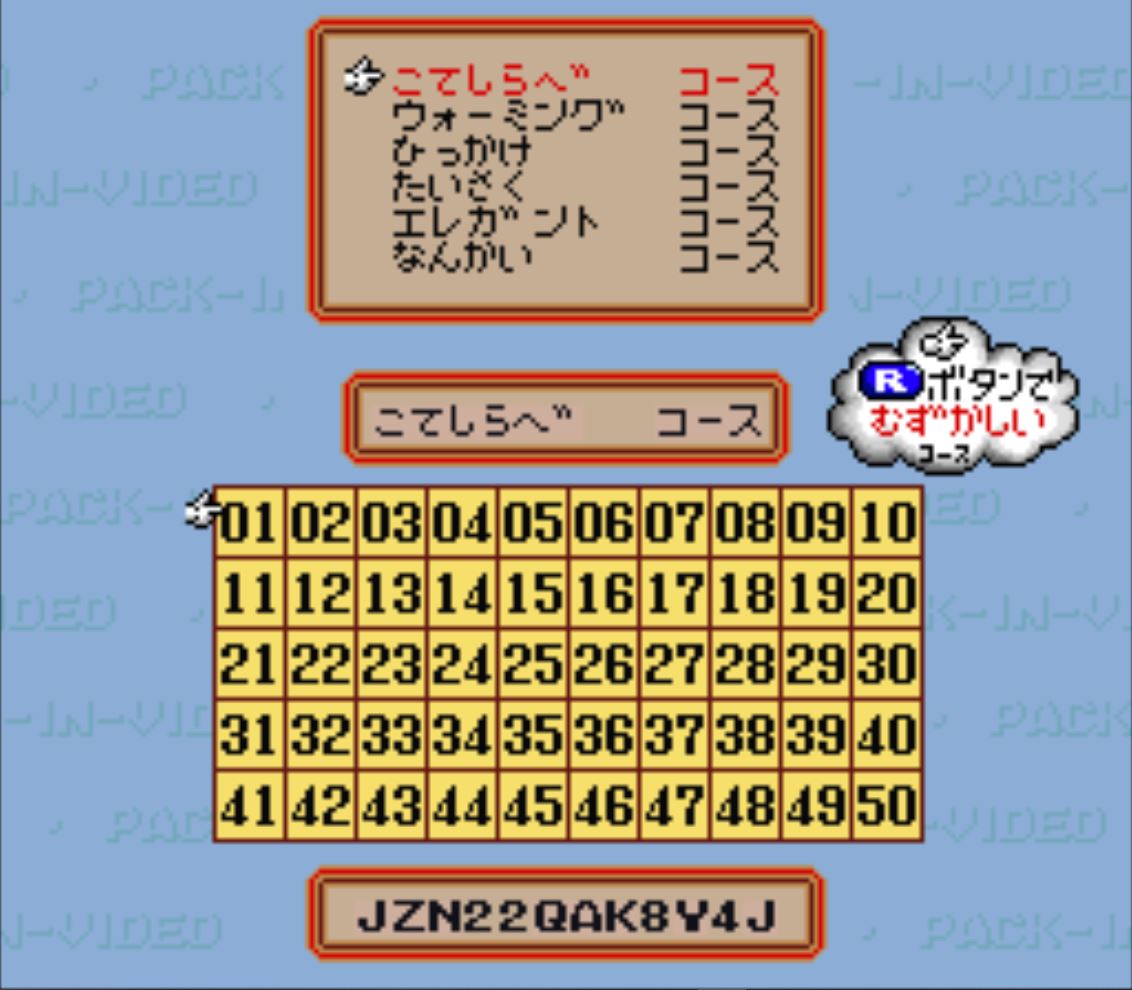 こてしらべ コース
ウォーミング コース
ひっかけ コース
たいさく コース
エレガント コース
なんかい コース
Rボタンで
むずかしい
コース
こてしらべ コース
01 02 03 04 05 06 07 08 09 10
11 12 13 14 15 16 17 18 19 20
21 22 23 24 25 26 27 28 29 30
31 32 33 34 35 36 37 38 39 40
41 42 43 44 45 46 47 48 49 50
JZN22QAK8Y4J
PACK-IN-VIDEO